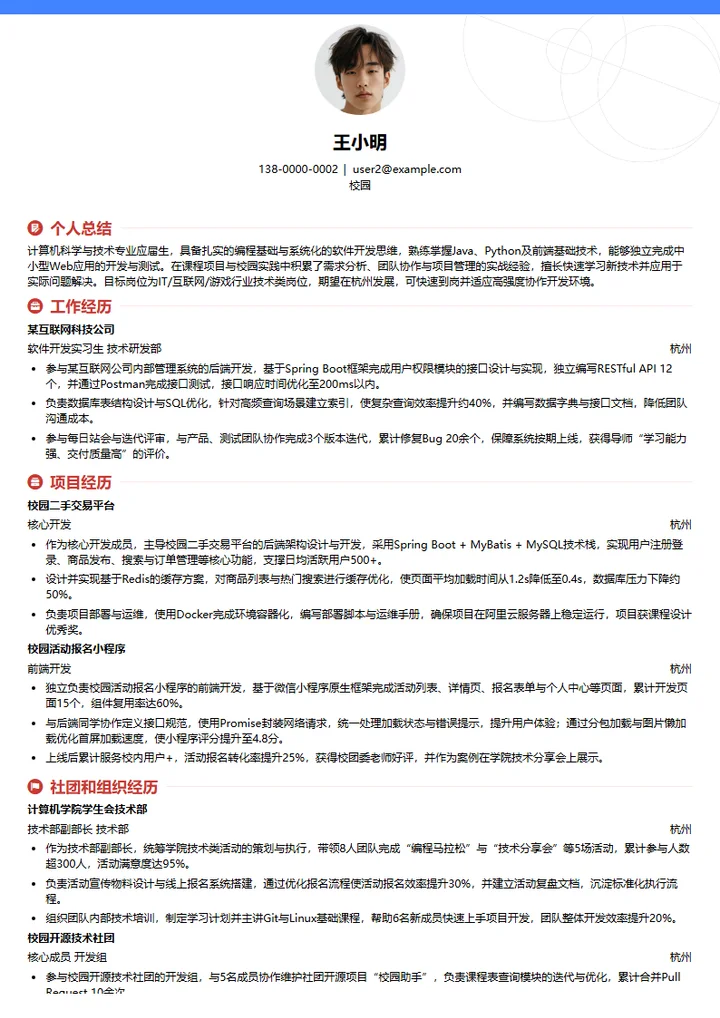 王小明
138-0000-0002 | user2@example.com
校园
个人总结
计算机科学与技术专业应届生，具备扎实的编程基础与系统化的软件开发思维，熟练掌握Java、Python及前端基础技术，能够独立完成中
小型Web应用的开发与测试。在课程项目与校园实践中积累了需求分析、团队协作与项目管理的实战经验，擅长快速学习新技术并应用于
实际问题解决。目标岗位为IT/互联网/游戏行业技术类岗位，期望在杭州发展，可快速到岗并适应高强度协作开发环境。
工作经历
某互联网科技公司
软件开发实习生 技术研发部 杭州
• 参与某互联网公司内部管理系统的后端开发，基于Spring Boot框架完成用户权限模块的接口设计与实现，独立编写RESTful API 12
个，并通过Postman完成接口测试，接口响应时间优化至200ms以内。
• 负责数据库表结构设计与SQL优化，针对高频查询场景建立索引，使复杂查询效率提升约40%，并编写数据字典与接口文档，降低团队
沟通成本。
• 参与每日站会与迭代评审，与产品、测试团队协作完成3个版本迭代，累计修复Bug 20余个，保障系统按期上线，获得导师“学习能力
强、交付质量高”的评价。
项目经历
校园二手交易平台
核心开发 杭州
• 作为核心开发成员，主导校园二手交易平台的后端架构设计与开发，采用Spring Boot + MyBatis + MySQL技术栈，实现用户注册登
录、商品发布、搜索与订单管理等核心功能，支撑日均活跃用户500+。
• 设计并实现基于Redis的缓存方案，对商品列表与热门搜索进行缓存优化，使页面平均加载时间从1.2s降低至0.4s，数据库压力下降约
50%。
• 负责项目部署与运维，使用Docker完成环境容器化，编写部署脚本与运维手册，确保项目在阿里云服务器上稳定运行，项目获课程设计
优秀奖。
校园活动报名小程序
前端开发 杭州
• 独立负责校园活动报名小程序的前端开发，基于微信小程序原生框架完成活动列表、详情页、报名表单与个人中心等页面，累计开发页
面15个，组件复用率达60%。
• 与后端同学协作定义接口规范，使用Promise封装网络请求，统一处理加载状态与错误提示，提升用户体验；通过分包加载与图片懒加
载优化首屏加载速度，使小程序评分提升至4.8分。
• 上线后累计服务校内用户+，活动报名转化率提升25%，获得校团委老师好评，并作为案例在学院技术分享会上展示。
社团和组织经历
计算机学院学生会技术部
技术部副部长 技术部 杭州
• 作为技术部副部长，统筹学院技术类活动的策划与执行，带领8人团队完成“编程马拉松”与“技术分享会”等5场活动，累计参与人数
超300人，活动满意度达95%。
• 负责活动宣传物料设计与线上报名系统搭建，通过优化报名流程使活动报名效率提升30%，并建立活动复盘文档，沉淀标准化执行流
程。
• 组织团队内部技术培训，制定学习计划并主讲Git与Linux基础课程，帮助6名新成员快速上手项目开发，团队整体开发效率提升20%。
校园开源技术社团
核心成员 开发组 杭州
• 参与校园开源技术社团的开发组，与5名成员协作维护社团开源项目“校园助手”，负责课程表查询模块的迭代与优化，累计合并Pull
Request 10余次